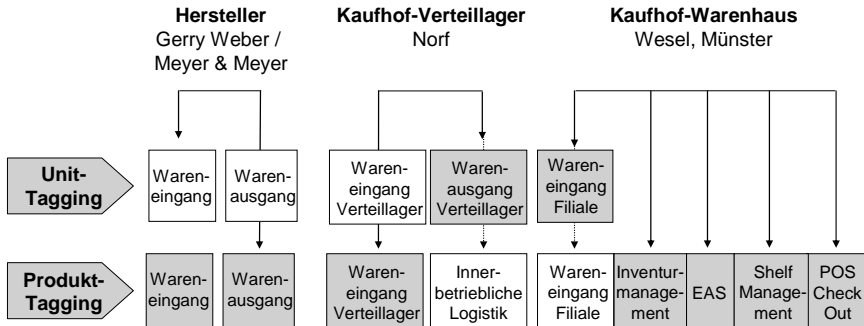 Hersteller
Gerry Weber /
Meyer & Meyer
Kaufhof-Verteillager
Norf
Kaufhof-Warenhaus
Wesel, Münster
Unit-
Tagging
Waren-
eingang
Waren-
ausgang
Waren-
eingang
Verteillager
Waren-
ausgang
Verteillager
Waren-
eingang
Filiale
Produkt-
Tagging
Waren-
eingang
Waren-
ausgang
Waren-
eingang
Verteillager
Inner-
betriebliche
Logistik
Waren-
eingang
Filiale
Inventur-
manage-
ment
EAS
Shelf
Manage-
ment
POS
Check
Out